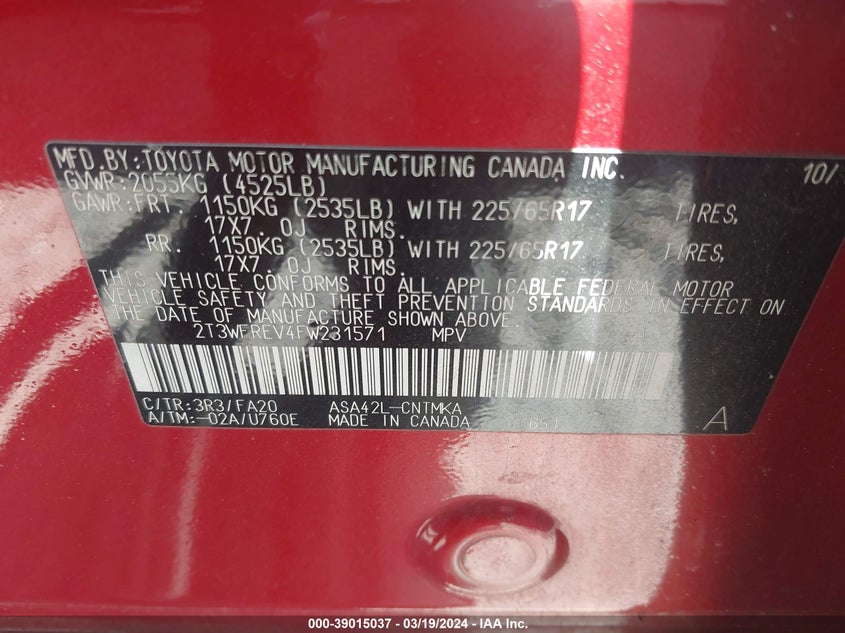 MFD.BY:TOYOTA MOTOR MANUFACTURING CANADA INC. 10/
GVWR:2055KG (4525LB)
GAWR:FRT. 1150KG (2535LB) WITH 225/65R17 TIRES,
17X7.0J RIMS.
RR. 1150KG (2535LB) WITH 225/65R17 TIRES,
17X7.0J RIMS.
THIS VEHICLE CONFORMS TO ALL APPLICABLE FEDERAL MOTOR
VEHICLE SAFETY AND THEFT PREVENTION STANDARDS IN EFFECT ON
THE DATE OF MANUFACTURE SHOWN ABOVE.
2T3WFREV4FW231571 MPV
C/TR:3R3/FA20 ASA42L-CNTMKA
A/TM:-02A/U760E MADE IN CANADA A
000-39015037 - 03/19/2024 - IAA Inc.